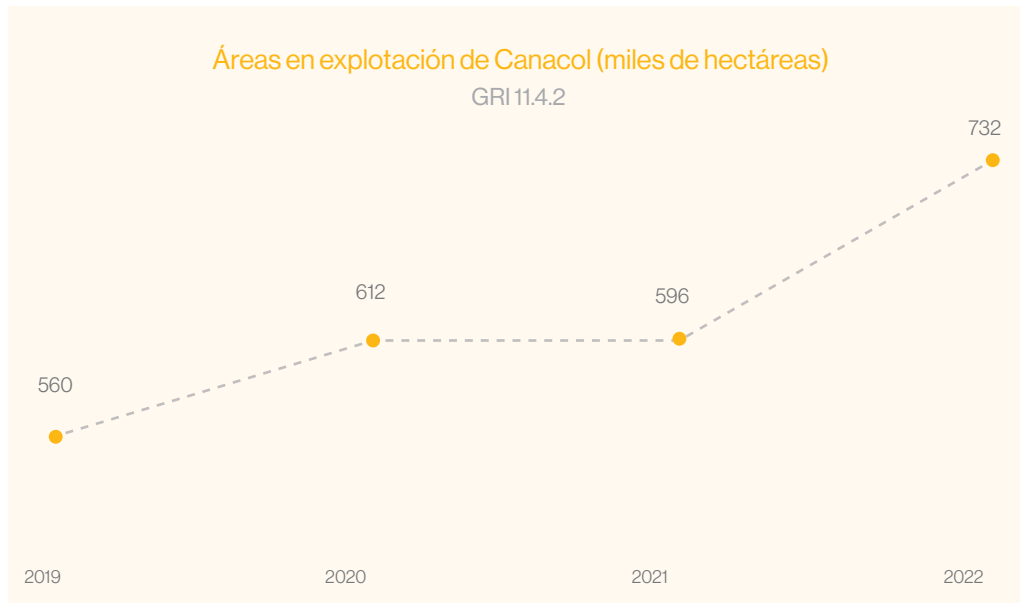 Áreas en explotación de Canacol (miles de hectáreas)
GRI 11.4.2
732
612
596
560
2019 2020 2021 2022